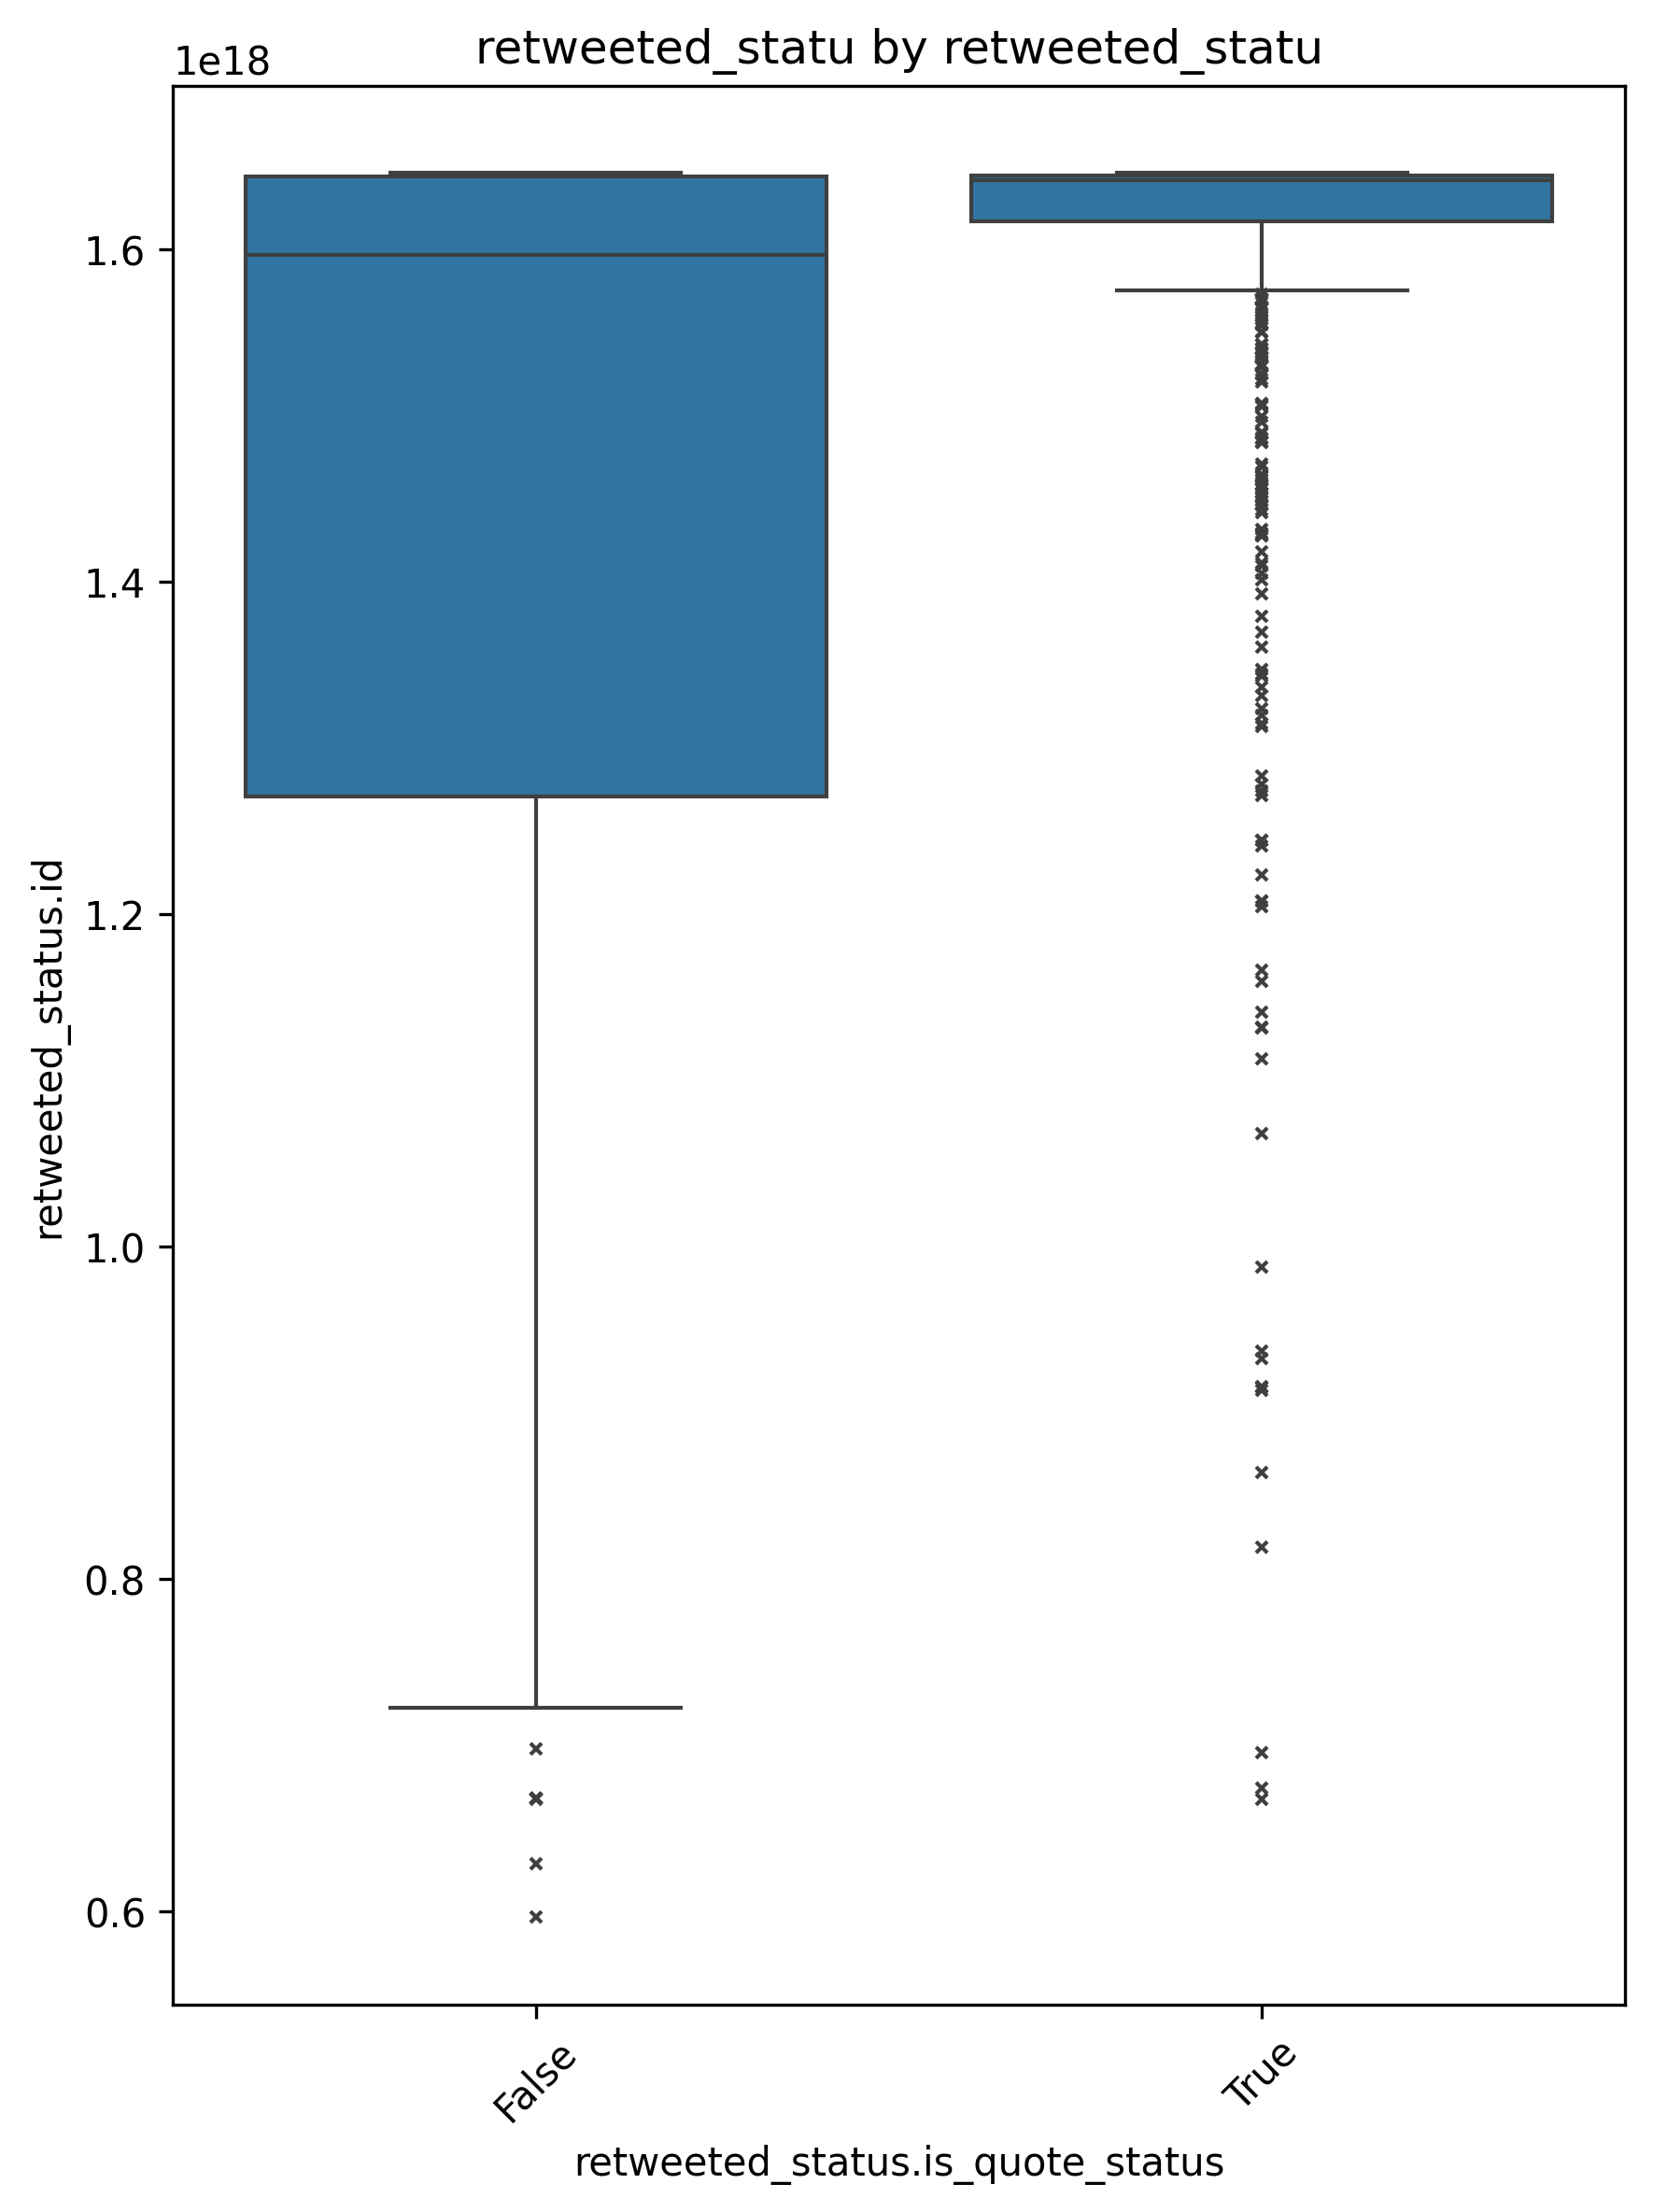 retweeted_statu by retweeted_statu
1e18
1.6
1.4
1.2
1.0
0.8
0.6
retweeted_status.id
False
True
retweeted_status.is_quote_status